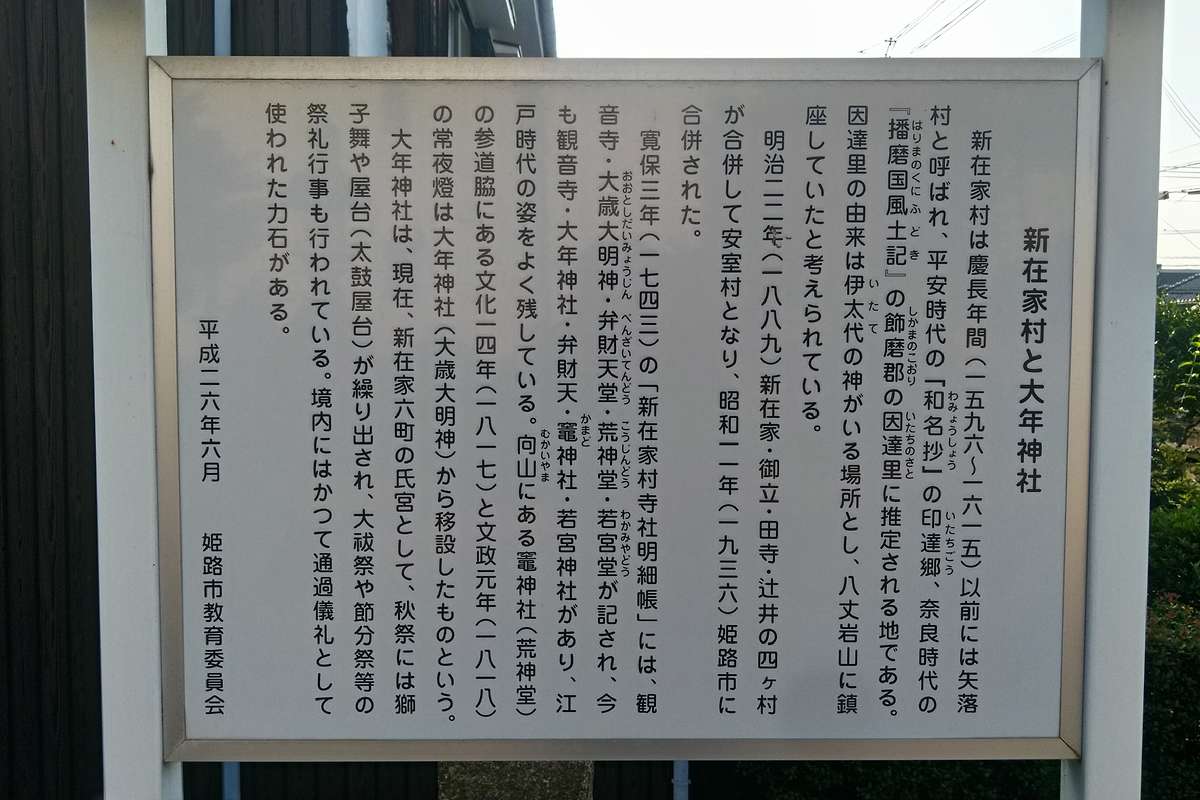 新在家村と大年神社
新在家村は慶長年間(一五九六〜一六一五)以前には矢落
村と呼ばれ、平安時代の「和名抄」の印達郷、奈良時代の
『播磨国風土記』の飾磨郡の因達里に推定される地である。
因達里の由来は伊太代の神がいる場所とし、八丈岩山に鎮
座していたと考えられている。
明治二二年(一八八九)新在家・御立・田寺・辻井の四ヶ村
が合併して安室村となり、昭和一一年(一九三六)姫路市に
合併された。
寛保三年(一七四三)の「新在家村寺社明細帳」には、観
音寺・大歳大明神・弁財天堂・荒神堂・若宮堂が記され、今
も観音寺・大年神社・弁財天・竈神社・若宮神社があり、江
戸時代の姿をよく残している。向山にある竈神社(荒神堂)
の参道脇にある文化一四年(一八一七)と文政元年(一八一八)
の常夜燈は大年神社(大歳大明神)から移設したものという。
大年神社は、現在、新在家六町の氏宮として、秋祭には獅
子舞や屋台(太鼓屋台)が繰り出され、大祓祭や節分祭等の
祭礼行事も行われている。境内にはかつて通過儀礼として
使われた力石がある。
平成二六年六月　姫路市教育委員会